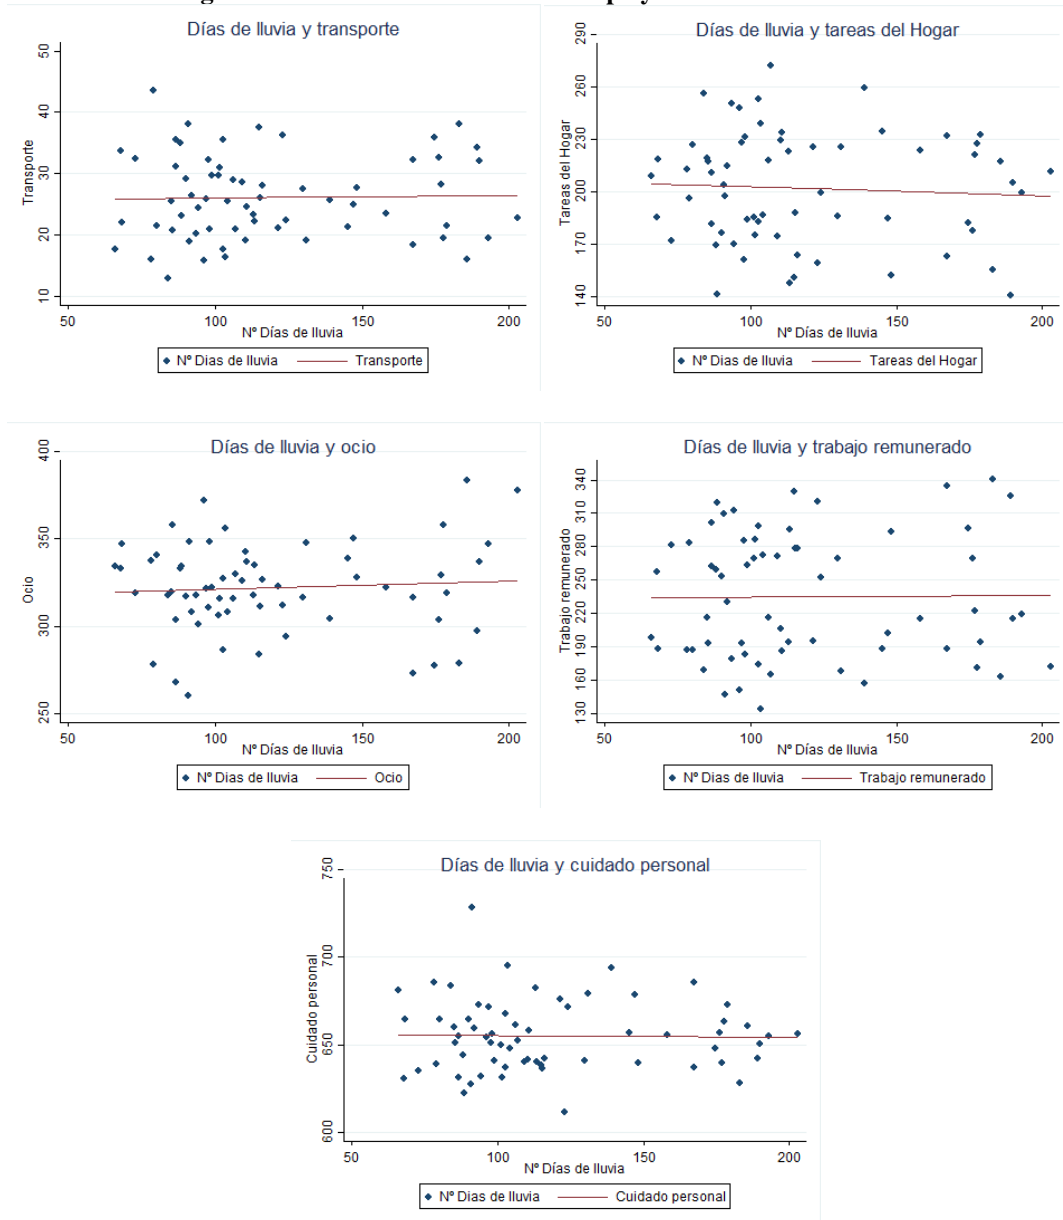 Días de lluvia y transporte
50
40
30
20
10
Transporte
50 100 150 200
Nº Días de lluvia
Nº Dias de lluvia Transporte
Días de lluvia y tareas del Hogar
290
260
230
200
170
140
Tareas del Hogar
50 100 150 200
Nº Días de lluvia
Nº Dias de lluvia Tareas del Hogar
Días de lluvia y ocio
400
350
300
250
Ocio
50 100 150 200
Nº Días de lluvia
Nº Dias de lluvia Ocio
Días de lluvia y trabajo remunerado
340
310
280
250
220
190
160
130
Trabajo remunerado
50 100 150 200
Nº Días de lluvia
Nº Dias de lluvia Trabajo remunerado
Días de lluvia y cuidado personal
750
700
650
600
Cuidado personal
50 100 150 200
Nº Días de lluvia
Nº Dias de lluvia Cuidado personal